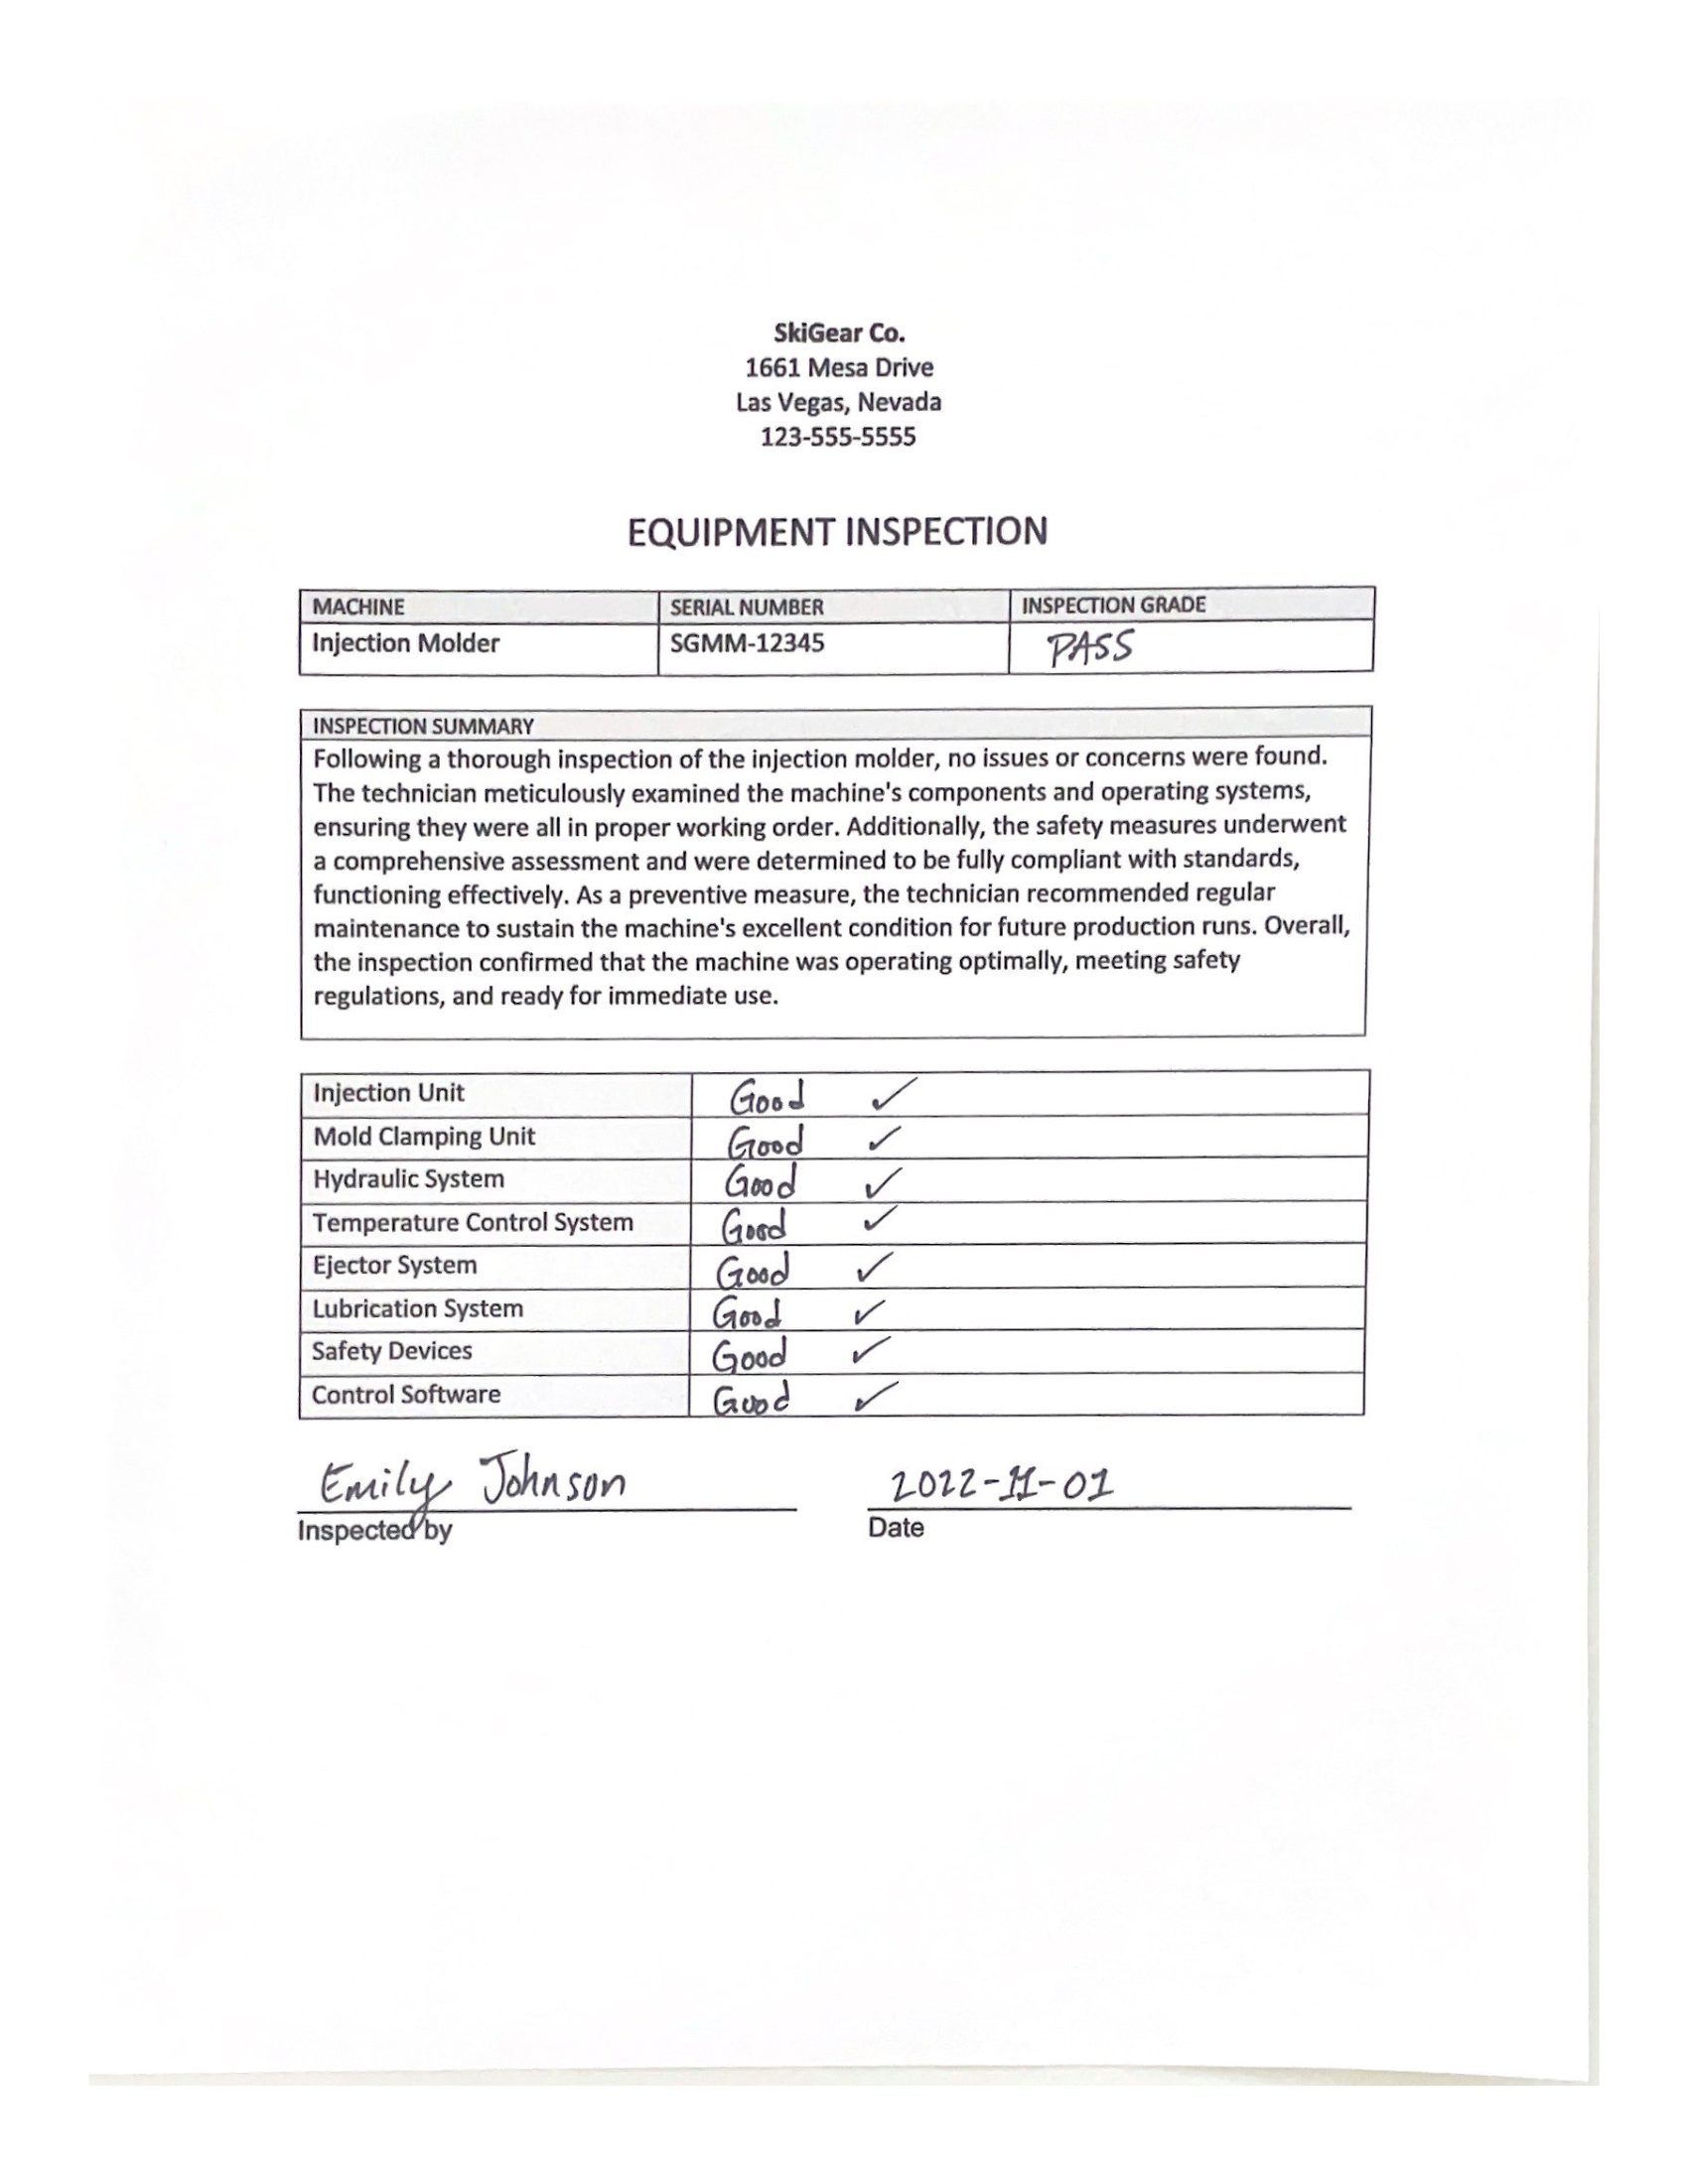 SkiGear Co.
1661 Mesa Drive
Las Vegas, Nevada
123-555-5555
EQUIPMENT INSPECTION
MACHINE SERIAL NUMBER INSPECTION GRADE
Injection Molder SGMM-12345 PASS
INSPECTION SUMMARY
Following a thorough inspection of the injection molder, no issues or concerns were found.
The technician meticulously examined the machine's components and operating systems,
ensuring they were all in proper working order. Additionally, the safety measures underwent
a comprehensive assessment and were determined to be fully compliant with standards,
functioning effectively. As a preventive measure, the technician recommended regular
maintenance to sustain the machine's excellent condition for future production runs. Overall,
the inspection confirmed that the machine was operating optimally, meeting safety
regulations, and ready for immediate use.
Injection Unit Good ✓
Mold Clamping Unit Good ✓
Hydraulic System Good ✓
Temperature Control System Good ✓
Ejector System Good ✓
Lubrication System Good ✓
Safety Devices Good ✓
Control Software Good ✓
Emily Johnson 2022-11-01
Inspected by Date